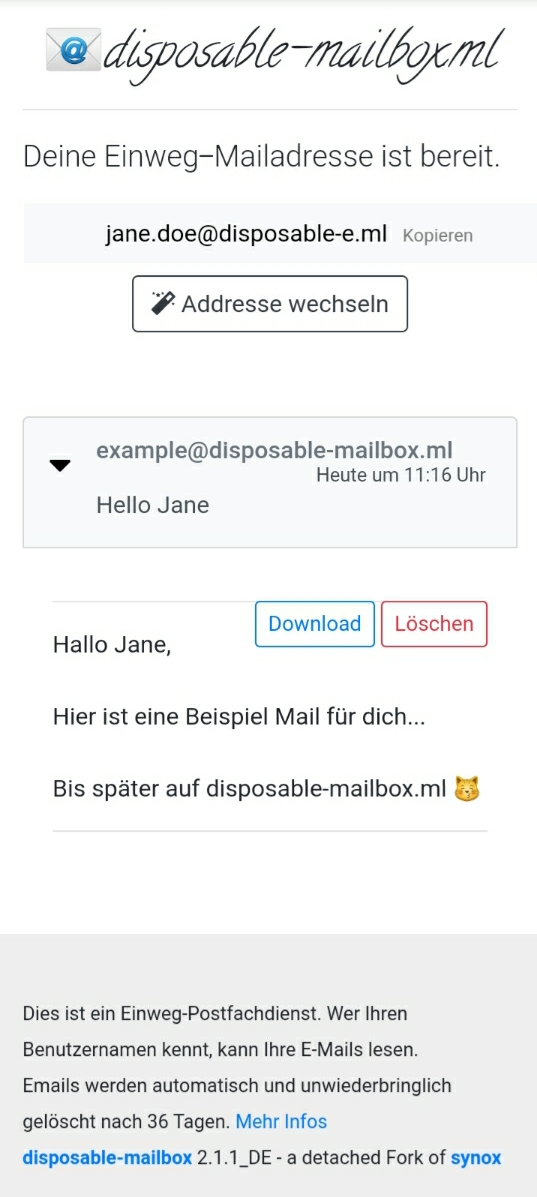 disposable-mailbox.ml
Deine Einweg-Mailadresse ist bereit.
jane.doe@disposable-e.ml Kopieren
Addresse wechseln
example@disposable-mailbox.ml
Heute um 11:16 Uhr
Hello Jane
Download Löschen
Hallo Jane,
Hier ist eine Beispiel Mail für dich...
Bis später auf disposable-mailbox.ml 😽
Dies ist ein Einweg-Postfachdienst. Wer Ihren
Benutzernamen kennt, kann Ihre E-Mails lesen.
Emails werden automatisch und unwiederbringlich
gelöscht nach 36 Tagen. Mehr Infos
disposable-mailbox 2.1.1_DE - a detached Fork of synox